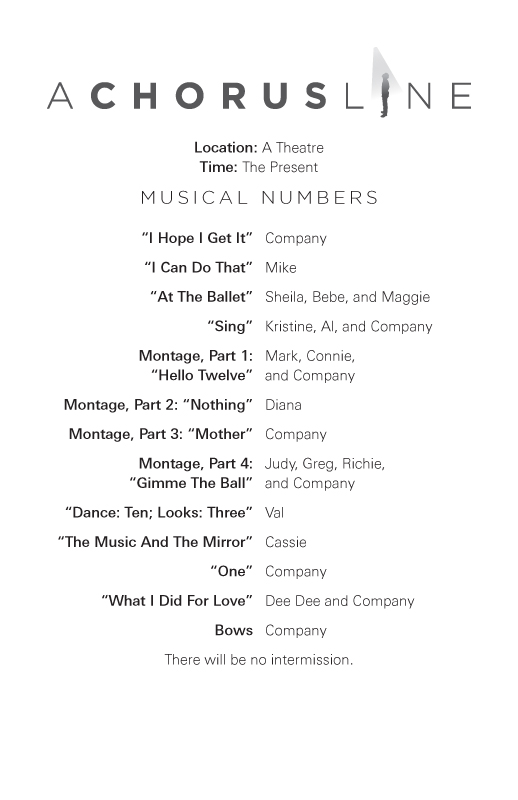 A CHORUS LINE
Location: A Theatre
Time: The Present
MUSICAL NUMBERS
“I Hope I Get It” Company
“I Can Do That” Mike
“At The Ballet” Sheila, Bebe, and Maggie
“Sing” Kristine, Al, and Company
Montage, Part 1: Mark, Connie,
“Hello Twelve” and Company
Montage, Part 2: “Nothing” Diana
Montage, Part 3: “Mother” Company
Montage, Part 4: Judy, Greg, Richie,
“Gimme The Ball” and Company
“Dance: Ten; Looks: Three” Val
“The Music And The Mirror” Cassie
“One” Company
“What I Did For Love” Dee Dee and Company
Bows Company
There will be no intermission.